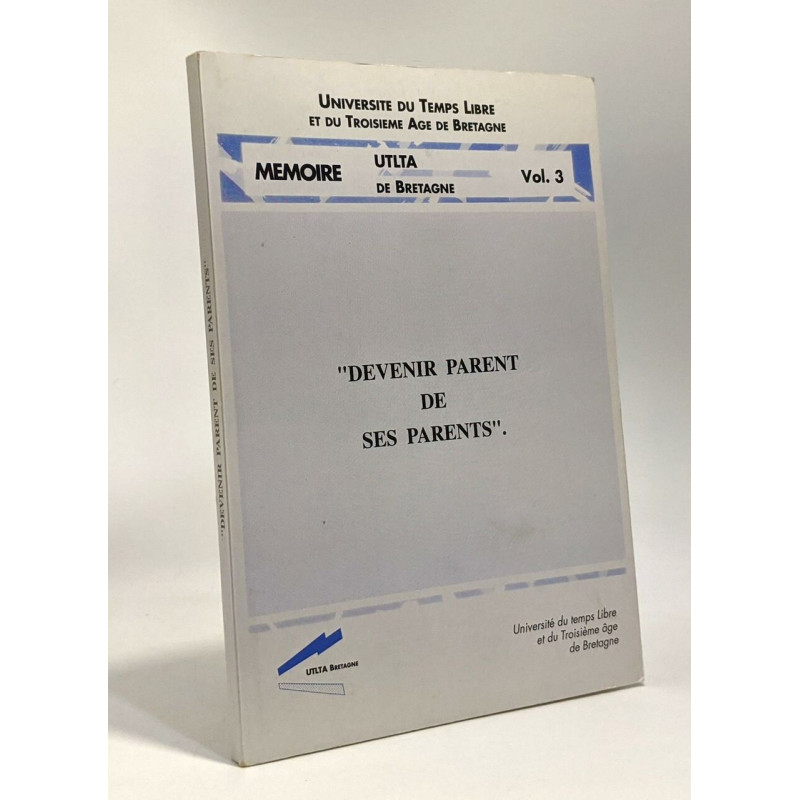 UNIVERSITE DU TEMPS LIBRE
ET DU TROISIEME AGE DE BRETAGNE
MEMOIRE
UTLTA
DE BRETAGNE
Vol. 3
"DEVENIR PARENT
DE
SES PARENTS".
"DEVENIR PARENT DE SES PARENTS"
UTLTA BRETAGNE
Université du temps Libre
et du Troisième âge
de Bretagne